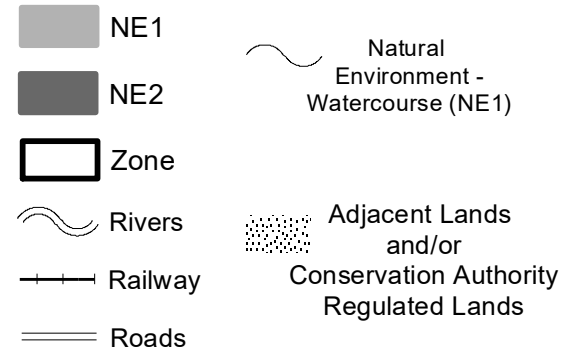 NE1
NE2
Zone
Rivers
Railway
Roads
Natural
Environment -
Watercourse (NE1)
Adjacent Lands
and/or
Conservation Authority
Regulated Lands